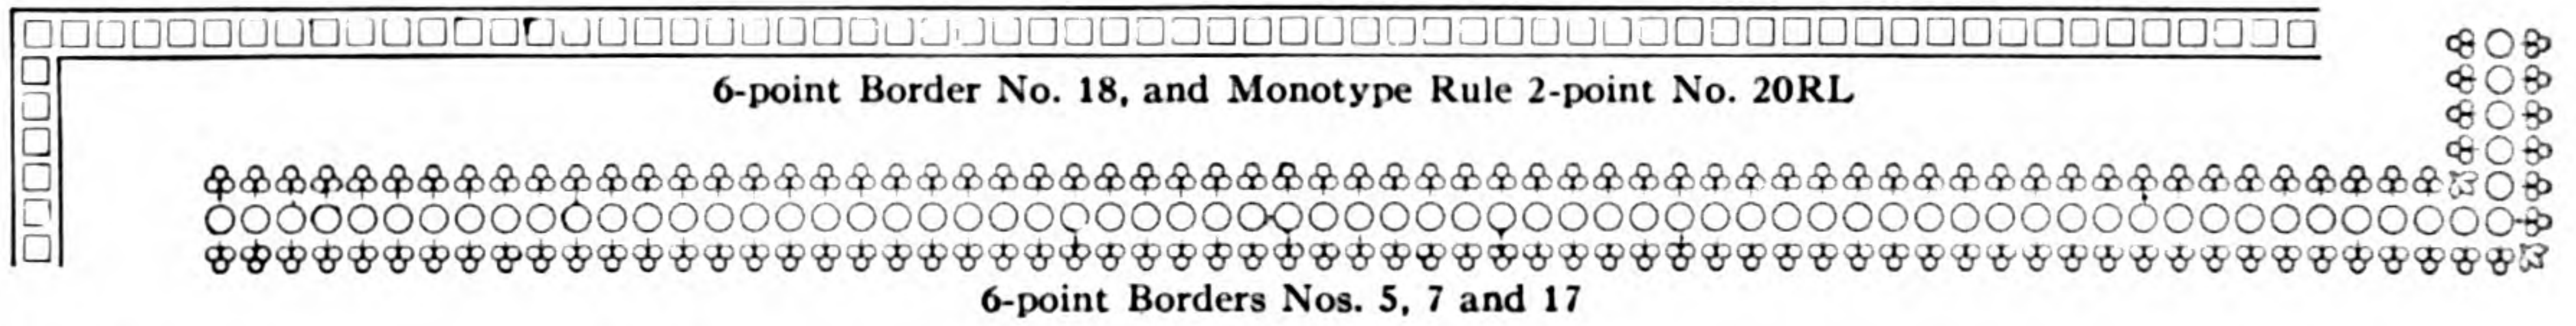 6-point Border No. 18, and Monotype Rule 2-point No. 20RL
6-point Borders Nos. 5, 7 and 17